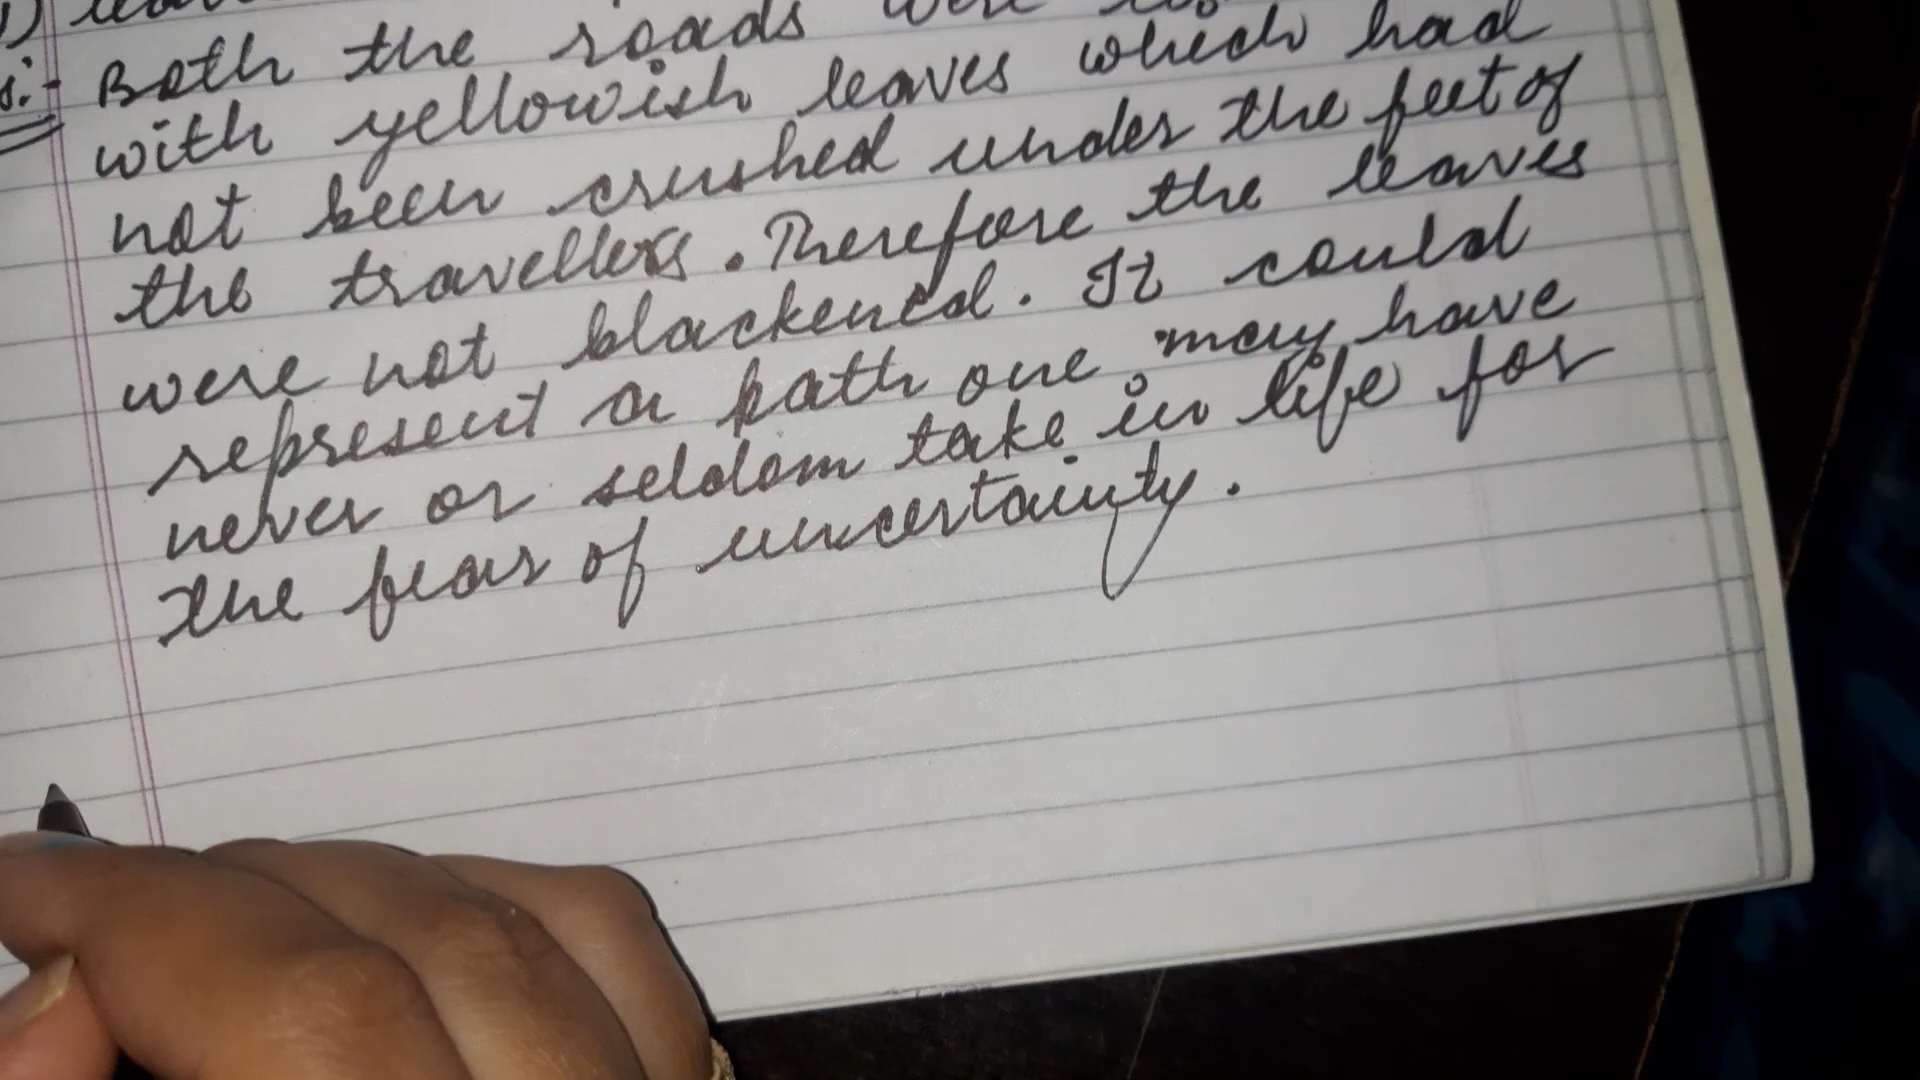 Both the roads were
with yellowish leaves which had
not been crushed under the feet of
the travellers. Therefore the leaves
were not blackened. It could
represent a path one may have
never or seldom take in life for
the fear of uncertainty.